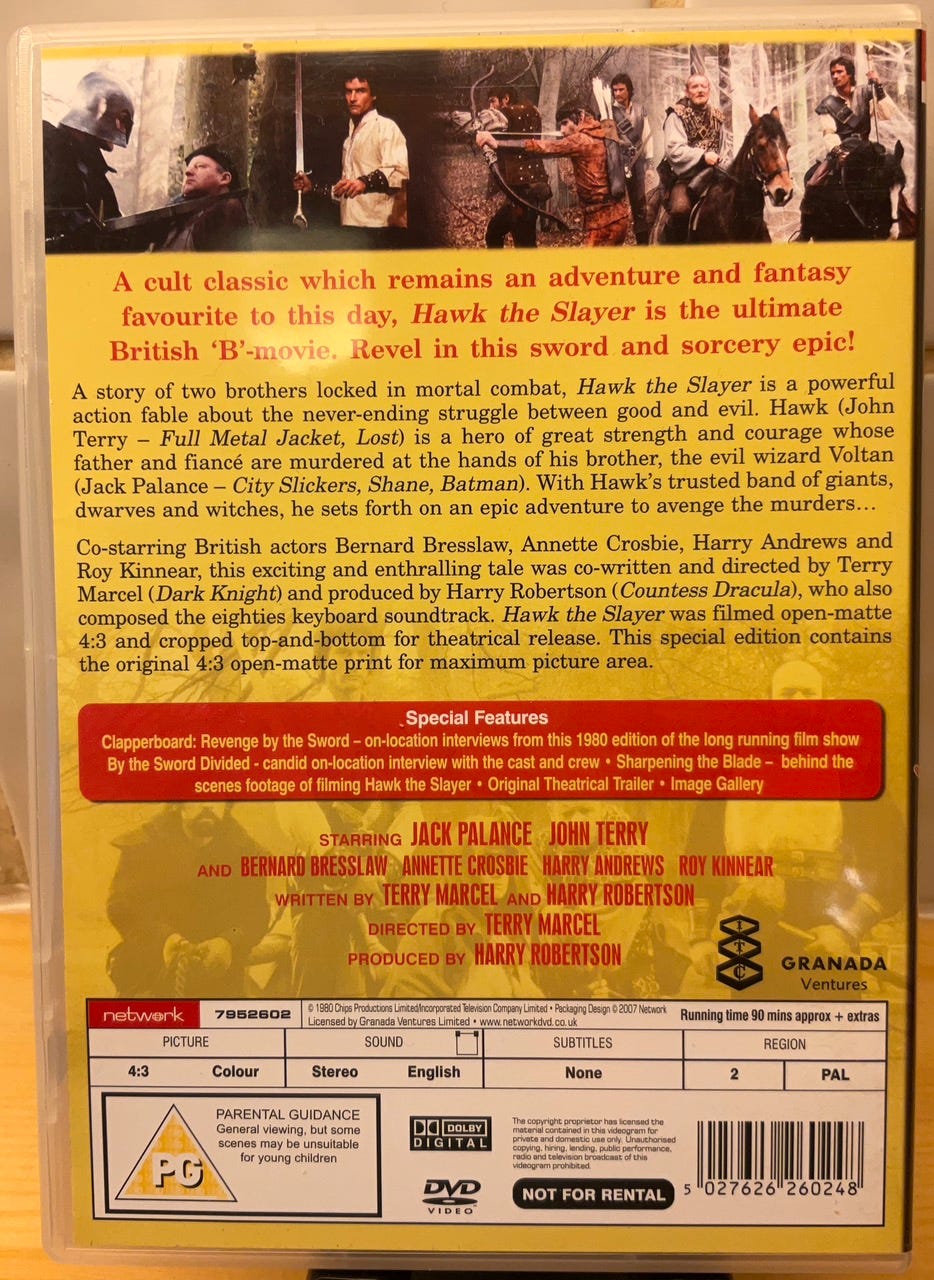 A cult classic which remains an adventure and fantasy
favourite to this day, Hawk the Slayer is the ultimate
British ‘B’-movie. Revel in this sword and sorcery epic!
A story of two brothers locked in mortal combat, Hawk the Slayer is a powerful
action fable about the never-ending struggle between good and evil. Hawk (John
Terry – Full Metal Jacket, Lost) is a hero of great strength and courage whose
father and fiancé are murdered at the hands of his brother, the evil wizard Voltan
(Jack Palance – City Slickers, Shane, Batman). With Hawk’s trusted band of giants,
dwarves and witches, he sets forth on an epic adventure to avenge the murders...
Co-starring British actors Bernard Bresslaw, Annette Crosbie, Harry Andrews and
Roy Kinnear, this exciting and enthralling tale was co-written and directed by Terry
Marcel (Dark Knight) and produced by Harry Robertson (Countess Dracula), who also
composed the eighties keyboard soundtrack. Hawk the Slayer was filmed open-matte
4:3 and cropped top-and-bottom for theatrical release. This special edition contains
the original 4:3 open-matte print for maximum picture area.
Special Features
Clapperboard: Revenge by the Sword – on-location interviews from this 1980 edition of the long running film show
By the Sword Divided - candid on-location interview with the cast and crew • Sharpening the Blade – behind the
scenes footage of filming Hawk the Slayer • Original Theatrical Trailer • Image Gallery
STARRING JACK PALANCE JOHN TERRY
AND BERNARD BRESSLAW ANNETTE CROSBIE HARRY ANDREWS ROY KINNEAR
WRITTEN BY TERRY MARCEL AND HARRY ROBERTSON
DIRECTED BY TERRY MARCEL
PRODUCED BY HARRY ROBERTSON
ITC
GRANADA
Ventures
network 7952602
© 1980 Chips Productions Limited/Incorporated Television Company Limited • Packaging Design © 2007 Network
Licensed by Granada Ventures Limited • www.networkdvd.co.uk
Running time 90 mins approx + extras
PICTURE SOUND SUBTITLES REGION
4:3 Colour Stereo English None 2 PAL
PG
PARENTAL GUIDANCE
General viewing, but some
scenes may be unsuitable
for young children
DOLBY
DIGITAL
DVD
VIDEO
The copyright proprietor has licensed the
material contained in this videogram for
private and domestic use only. Unauthorised
copying, hiring, lending, public performance,
radio and television broadcast of this
videogram prohibited.
NOT FOR RENTAL
5 027626 260248